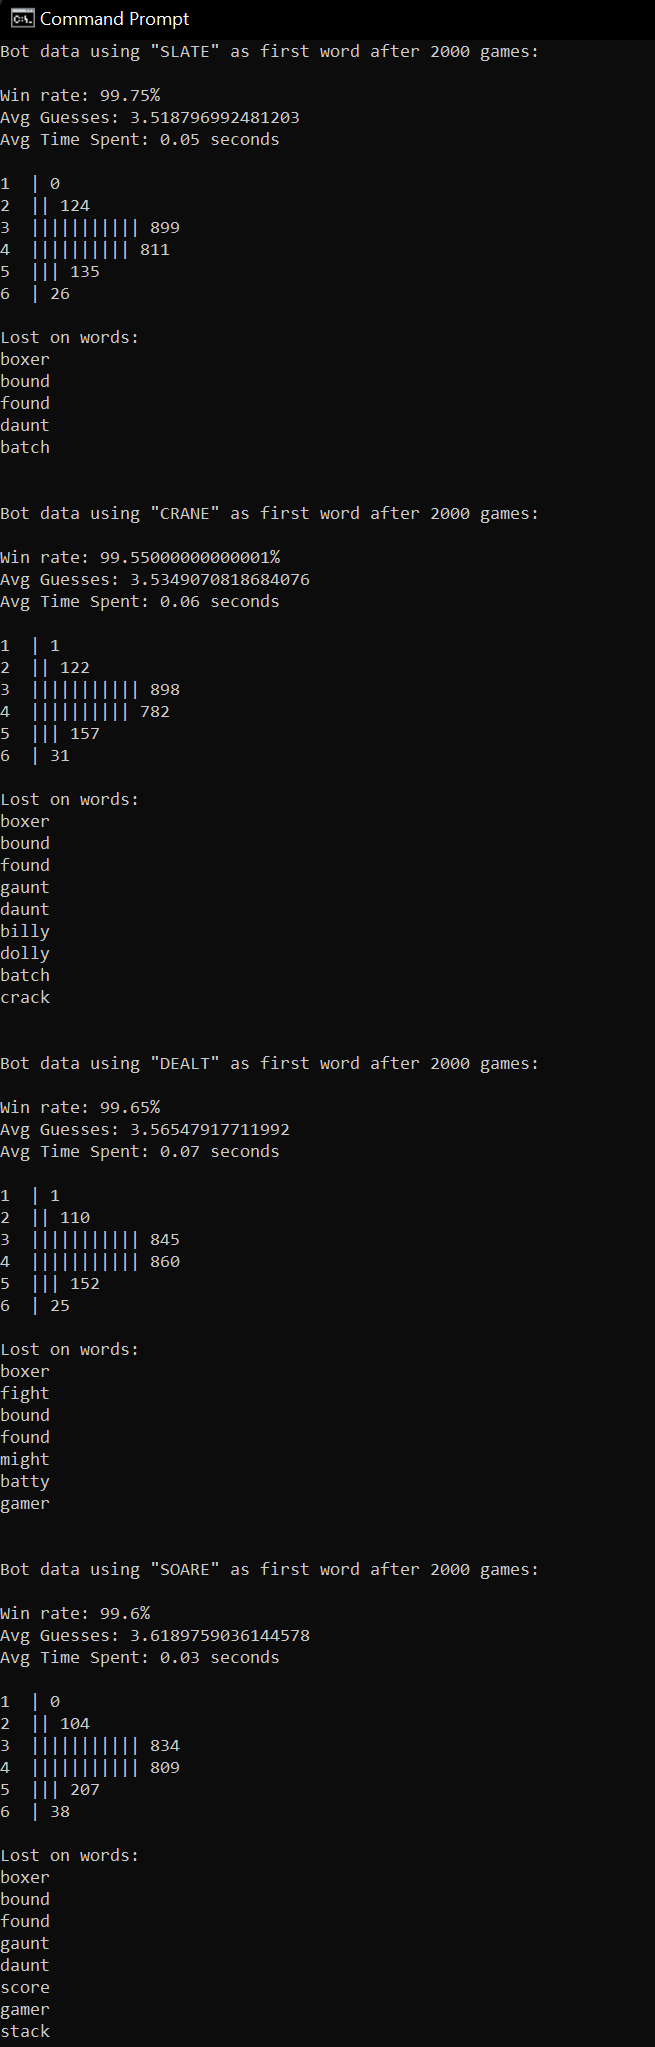 Command Prompt
Bot data using "SLATE" as first word after 2000 games:
Win rate: 99.75%
Avg Guesses: 3.518796992481203
Avg Time Spent: 0.05 seconds
1 | 0
2 || 124
3 ||||||||||| 899
4 |||||||||| 811
5 ||| 135
6 | 26
Lost on words:
boxer
bound
found
daunt
batch
Bot data using "CRANE" as first word after 2000 games:
Win rate: 99.55000000000001%
Avg Guesses: 3.5349070818684076
Avg Time Spent: 0.06 seconds
1 | 1
2 || 122
3 ||||||||||| 898
4 |||||||||| 782
5 ||| 157
6 | 31
Lost on words:
boxer
bound
found
gaunt
daunt
billy
dolly
batch
crack
Bot data using "DEALT" as first word after 2000 games:
Win rate: 99.65%
Avg Guesses: 3.56547917711992
Avg Time Spent: 0.07 seconds
1 | 1
2 || 110
3 ||||||||||| 845
4 ||||||||||| 860
5 ||| 152
6 | 25
Lost on words:
boxer
fight
bound
found
might
batty
gamer
Bot data using "SOARE" as first word after 2000 games:
Win rate: 99.6%
Avg Guesses: 3.6189759036144578
Avg Time Spent: 0.03 seconds
1 | 0
2 || 104
3 ||||||||||| 834
4 ||||||||||| 809
5 ||| 207
6 | 38
Lost on words:
boxer
bound
found
gaunt
daunt
score
gamer
stack